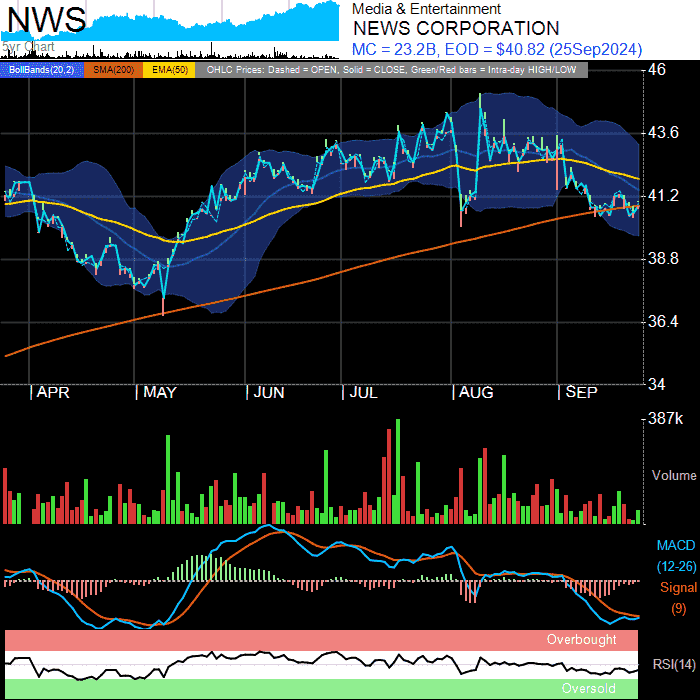 NWS
5yr Chart
Media & Entertainment
NEWS CORPORATION
MC = 23.2B, EOD = $40.82 (25Sep2024)
BollBands(20,2) SMA(200) EMA(50) OHLC Prices: Dashed = OPEN, Solid = CLOSE, Green/Red bars = Intra-day HIGH/LOW
46
43.6
41.2
38.8
36.4
34
APR MAY JUN JUL AUG SEP
387k
Volume
MACD
(12-26)
Signal
(9)
Overbought
RSI(14)
Oversold